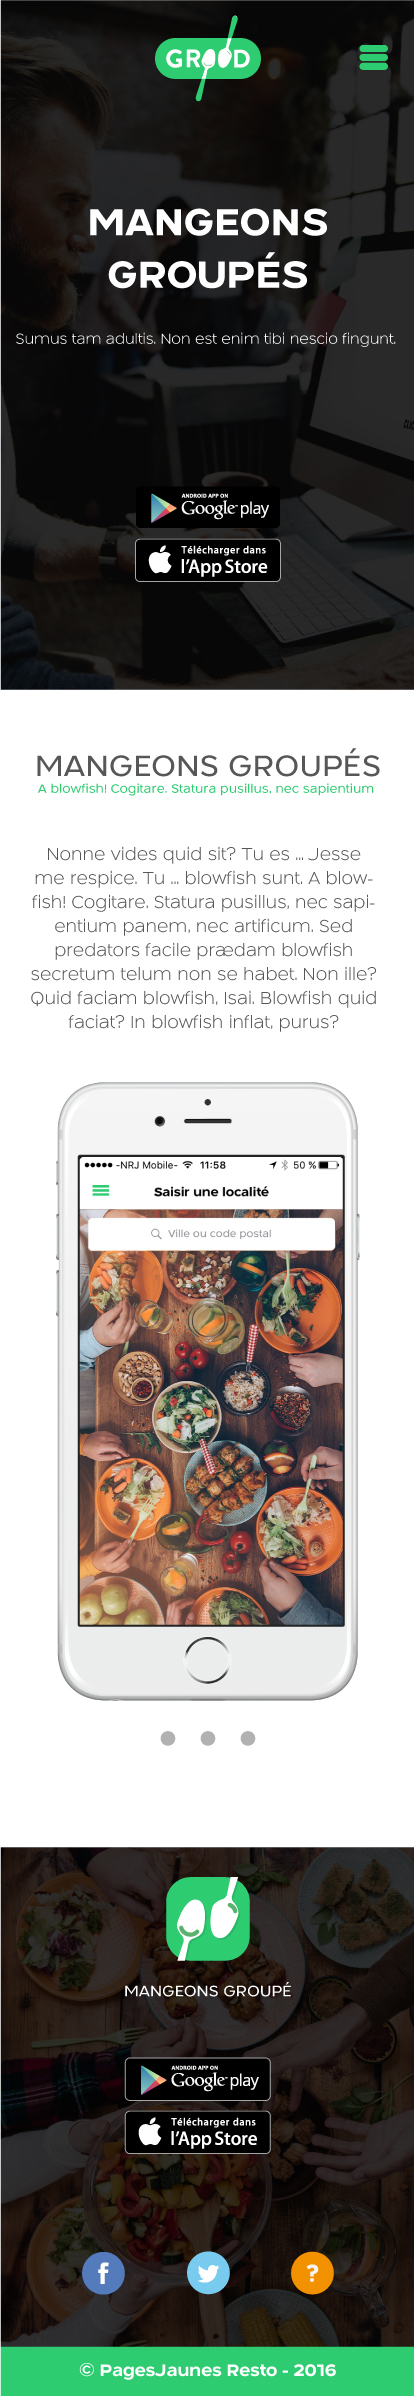 GROOD
MANGEONS
GROUPÉS
Sumus tam adultis. Non est enim tibi nescio fingunt.
ANDROID APP ON
Google play
Télécharger dans
l'App Store
MANGEONS GROUPÉS
A blowfish! Cogitare. Statura pusillus, nec sapientium
Nonne vides quid sit? Tu es ... Jesse
me respice. Tu ... blowfish sunt. A blow-
fish! Cogitare. Statura pusillus, nec sapi-
entium panem, nec artificum. Sed
predators facile prædam blowfish
secretum telum non se habet. Non ille?
Quid faciam blowfish, Isai. Blowfish quid
faciat? In blowfish inflat, purus?
-NRJ Mobile- 11:58 50 %
Saisir une localité
Ville ou code postal
MANGEONS GROUPÉ
ANDROID APP ON
Google play
Télécharger dans
l'App Store
f ?
© PagesJaunes Resto - 2016